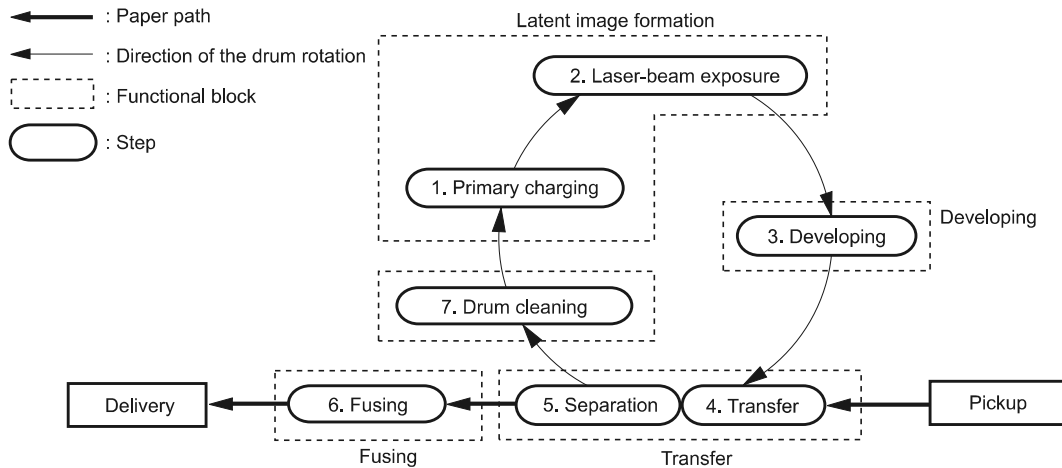 : Paper path
: Direction of the drum rotation
: Functional block
: Step
Latent image formation
2. Laser-beam exposure
1. Primary charging
3. Developing
Developing
7. Drum cleaning
Delivery
6. Fusing
5. Separation
4. Transfer
Pickup
Fusing
Transfer